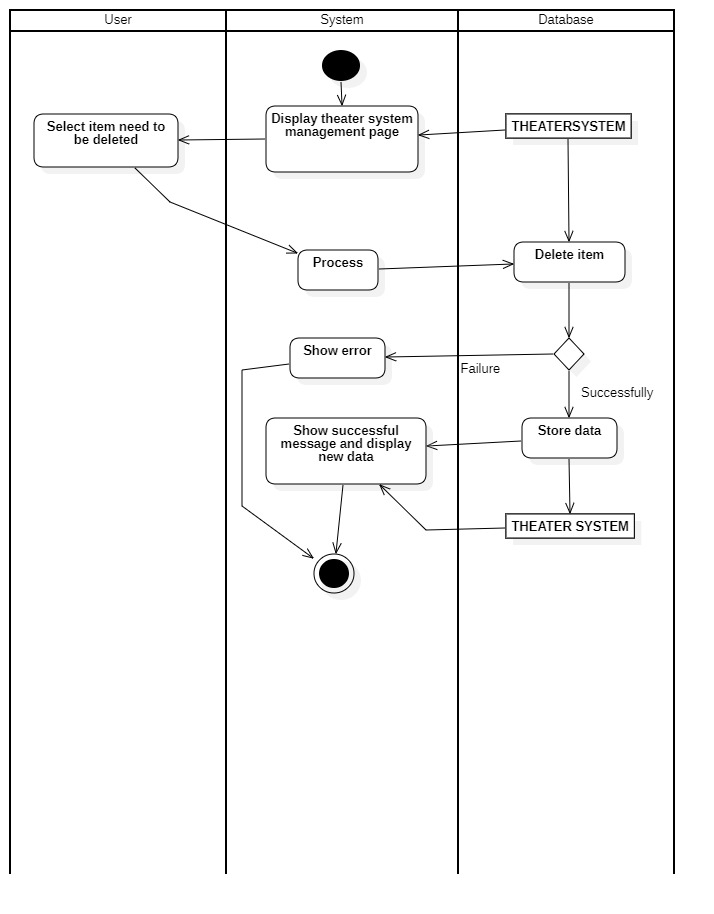 User
System
Database
Display theater system
management page
THEATERSYSTEM
Select item need to
be deleted
Process
Delete item
Show error
Failure
Successfully
Show successful
message and display
new data
Store data
THEATER SYSTEM